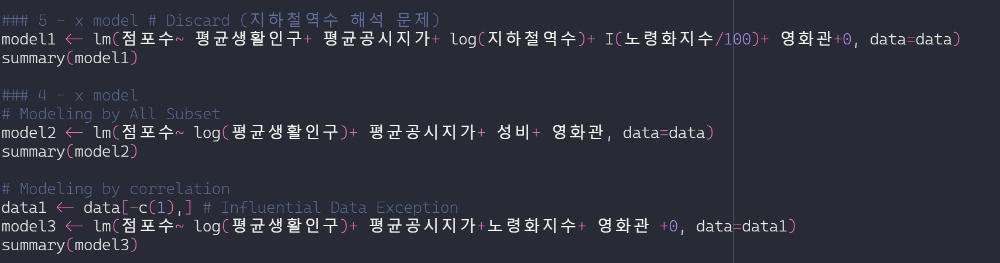 ### 5 - x model # Discard (지하철역수 해석 문제)
model1 <- lm(점포수~ 평균생활인구+ 평균공시지가+ log(지하철역수)+ I(노령화지수/100)+ 영화관+0, data=data)
summary(model1)
### 4 - x model
# Modeling by All Subset
model2 <- lm(점포수~ log(평균생활인구)+ 평균공시지가+ 성비+ 영화관, data=data)
summary(model2)
# Modeling by correlation
data1 <- data[-c(1),] # Influential Data Exception
model3 <- lm(점포수~ log(평균생활인구)+ 평균공시지가+노령화지수+ 영화관 +0, data=data1)
summary(model3)